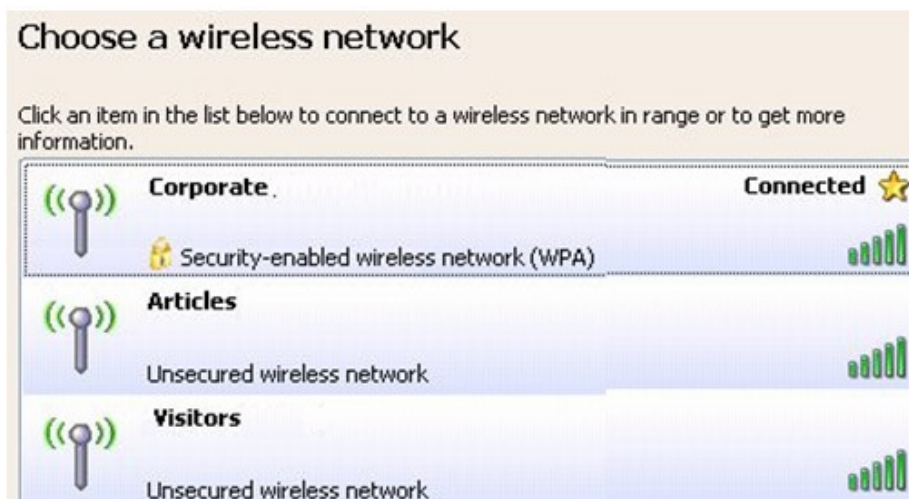 Choose a wireless network
Click an item in the list below to connect to a wireless network in range or to get more
information.
Corporate
Connected
Security-enabled wireless network (WPA)
Articles
Unsecured wireless network
Visitors
Unsecured wireless network